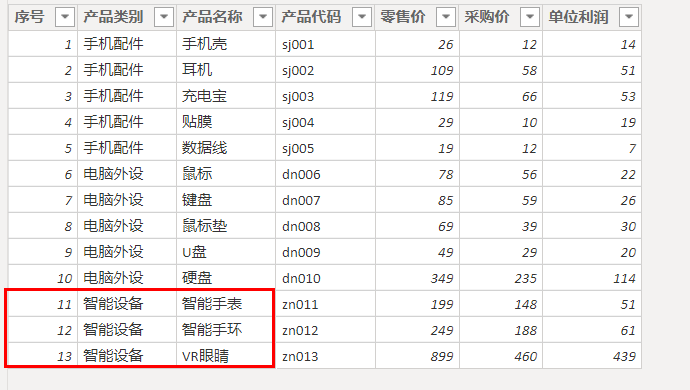 序号 产品类别 产品名称 产品代码 零售价 采购价 单位利润
1 手机配件 手机壳 sj001 26 12 14
2 手机配件 耳机 sj002 109 58 51
3 手机配件 充电宝 sj003 119 66 53
4 手机配件 贴膜 sj004 29 10 19
5 手机配件 数据线 sj005 19 12 7
6 电脑外设 鼠标 dn006 78 56 22
7 电脑外设 键盘 dn007 85 59 26
8 电脑外设 鼠标垫 dn008 69 39 30
9 电脑外设 U盘 dn009 49 29 20
10 电脑外设 硬盘 dn010 349 235 114
11 智能设备 智能手表 zn011 199 148 51
12 智能设备 智能手环 zn012 249 188 61
13 智能设备 VR眼睛 zn013 899 460 439